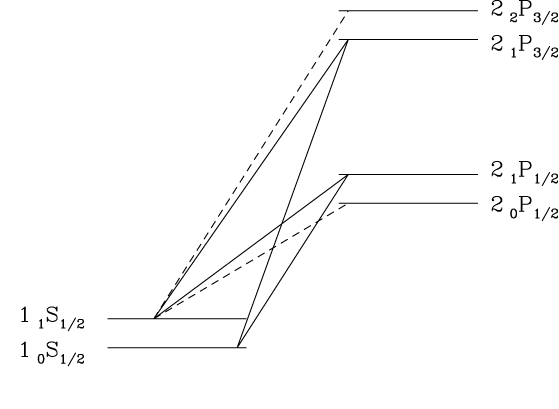 2 ₂P₃/₂
2 ₁P₃/₂
2 ₁P₁/₂
2 ₀P₁/₂
1 ₁S₁/₂
1 ₀S₁/₂